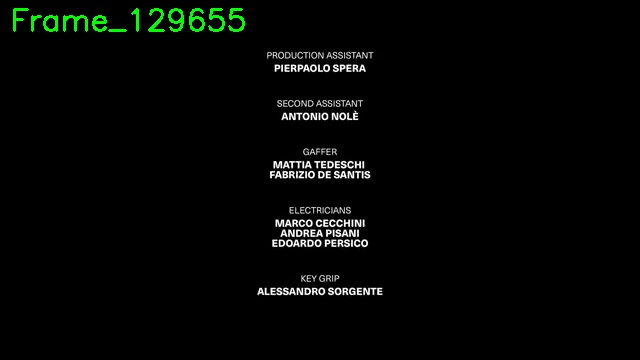 Frame_129655
PRODUCTION ASSISTANT
PIERPAOLO SPERA
SECOND ASSISTANT
ANTONIO NOLÈ
GAFFER
MATTIA TEDESCHI
FABRIZIO DE SANTIS
ELECTRICIANS
MARCO CECCHINI
ANDREA PISANI
EDOARDO PERSICO
KEY GRIP
ALESSANDRO SORGENTE